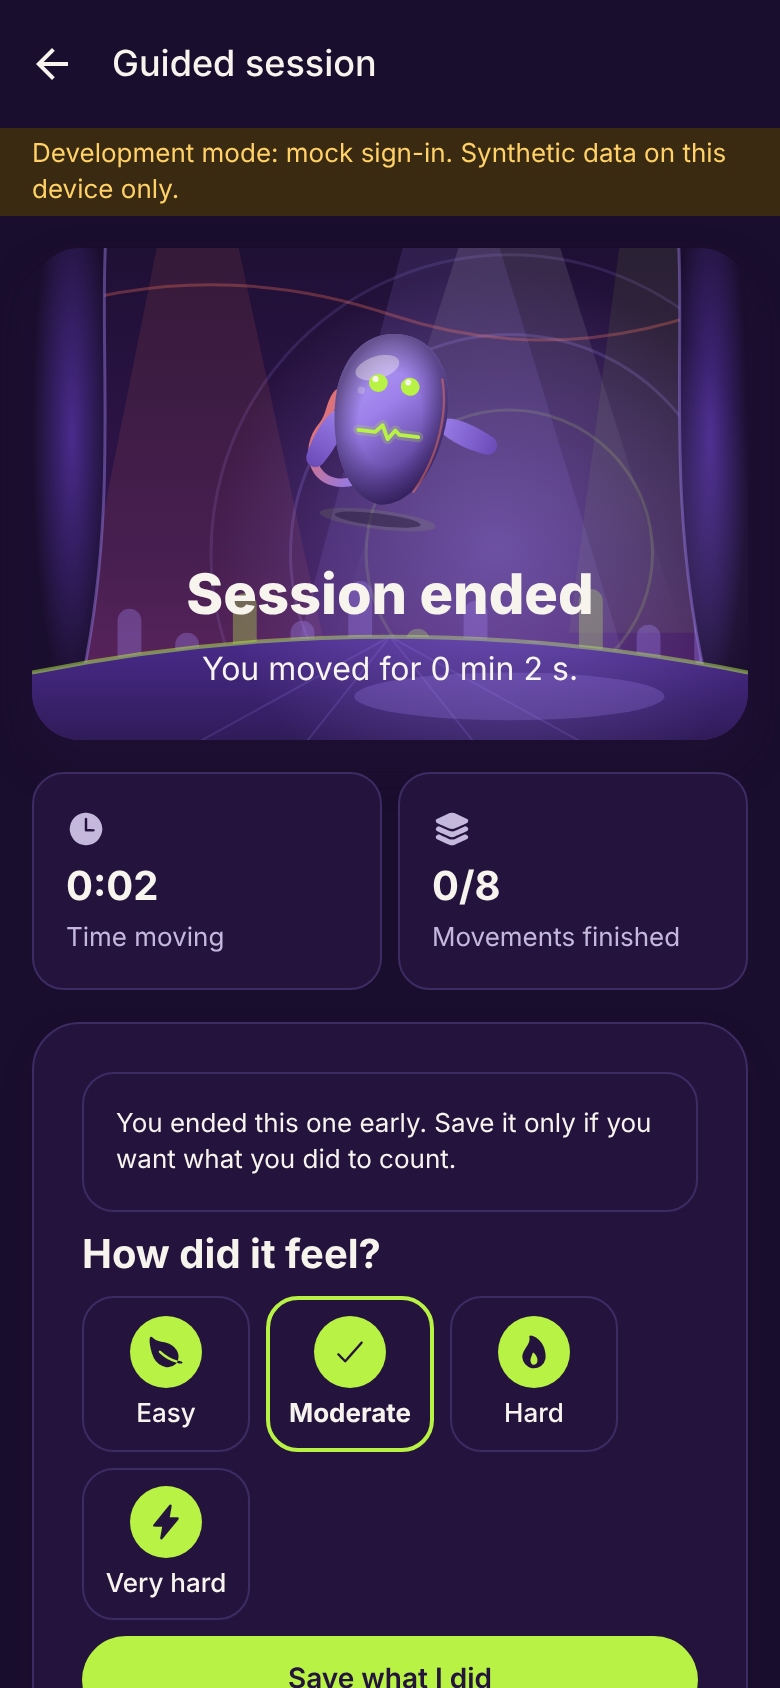 Guided session
Development mode: mock sign-in. Synthetic data on this
device only.
Session ended
You moved for 0 min 2 s.
0:02
Time moving
0/8
Movements finished
You ended this one early. Save it only if you
want what you did to count.
How did it feel?
Easy
Moderate
Hard
Very hard
Save what I did